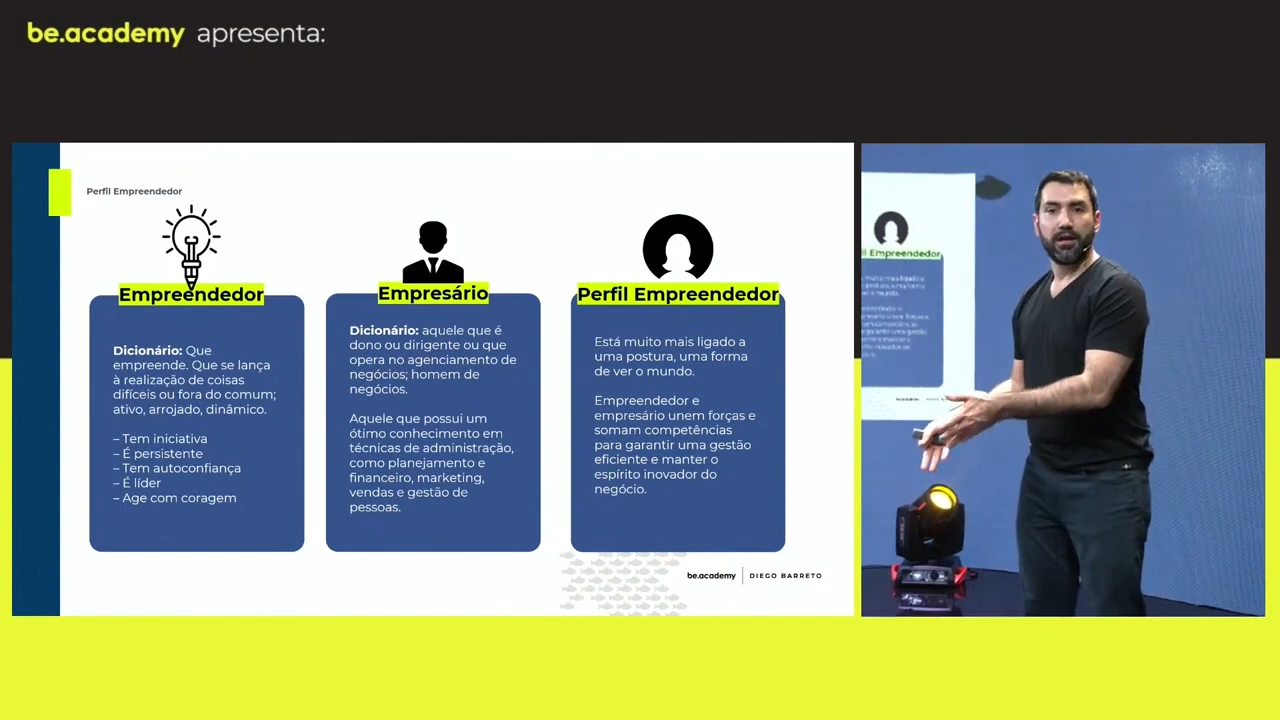 be.academy apresenta:
Perfil Empreendedor
Empreendedor
Dicionário: Que
empreende. Que se lança
à realização de coisas
difíceis ou fora do comum;
ativo, arrojado, dinâmico.
– Tem iniciativa
– É persistente
– Tem autoconfiança
– É líder
– Age com coragem
Empresário
Dicionário: aquele que é
dono ou dirigente ou que
opera no agenciamento de
negócios; homem de
negócios.
Aquele que possui um
ótimo conhecimento em
técnicas de administração,
como planejamento e
financeiro, marketing,
vendas e gestão de
pessoas.
Perfil Empreendedor
Está muito mais ligado a
uma postura, uma forma
de ver o mundo.
Empreendedor e
empresário unem forças e
somam competências
para garantir uma gestão
eficiente e manter o
espírito inovador do
negócio.
be.academy DIEGO BARRETO
il Empreendedor